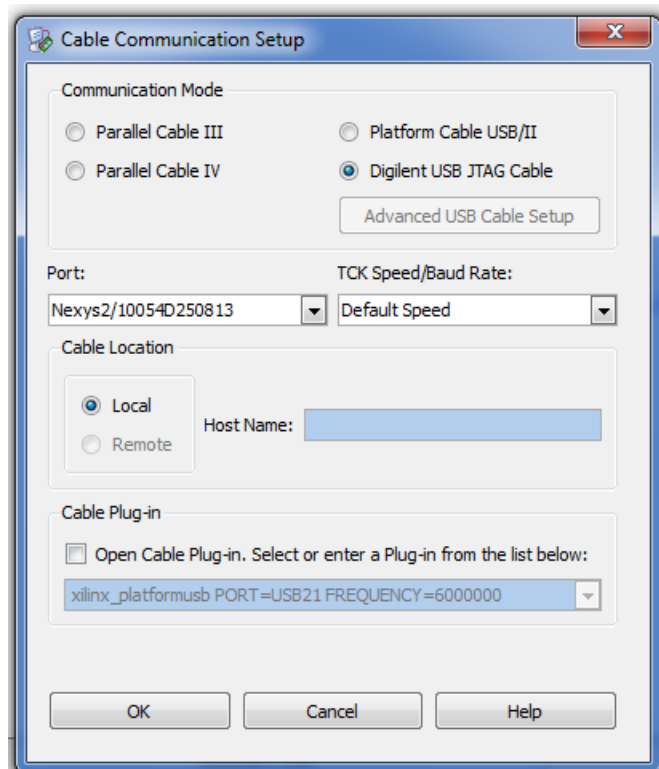 Cable Communication Setup
Communication Mode
Parallel Cable III
Platform Cable USB/II
Parallel Cable IV
Digilent USB JTAG Cable
Advanced USB Cable Setup
Port:
TCK Speed/Baud Rate:
Nexys2/10054D250813
Default Speed
Cable Location
Local
Remote
Host Name:
Cable Plug-in
Open Cable Plug-in. Select or enter a Plug-in from the list below:
xilinx_platformusb PORT=USB21 FREQUENCY=6000000
OK
Cancel
Help